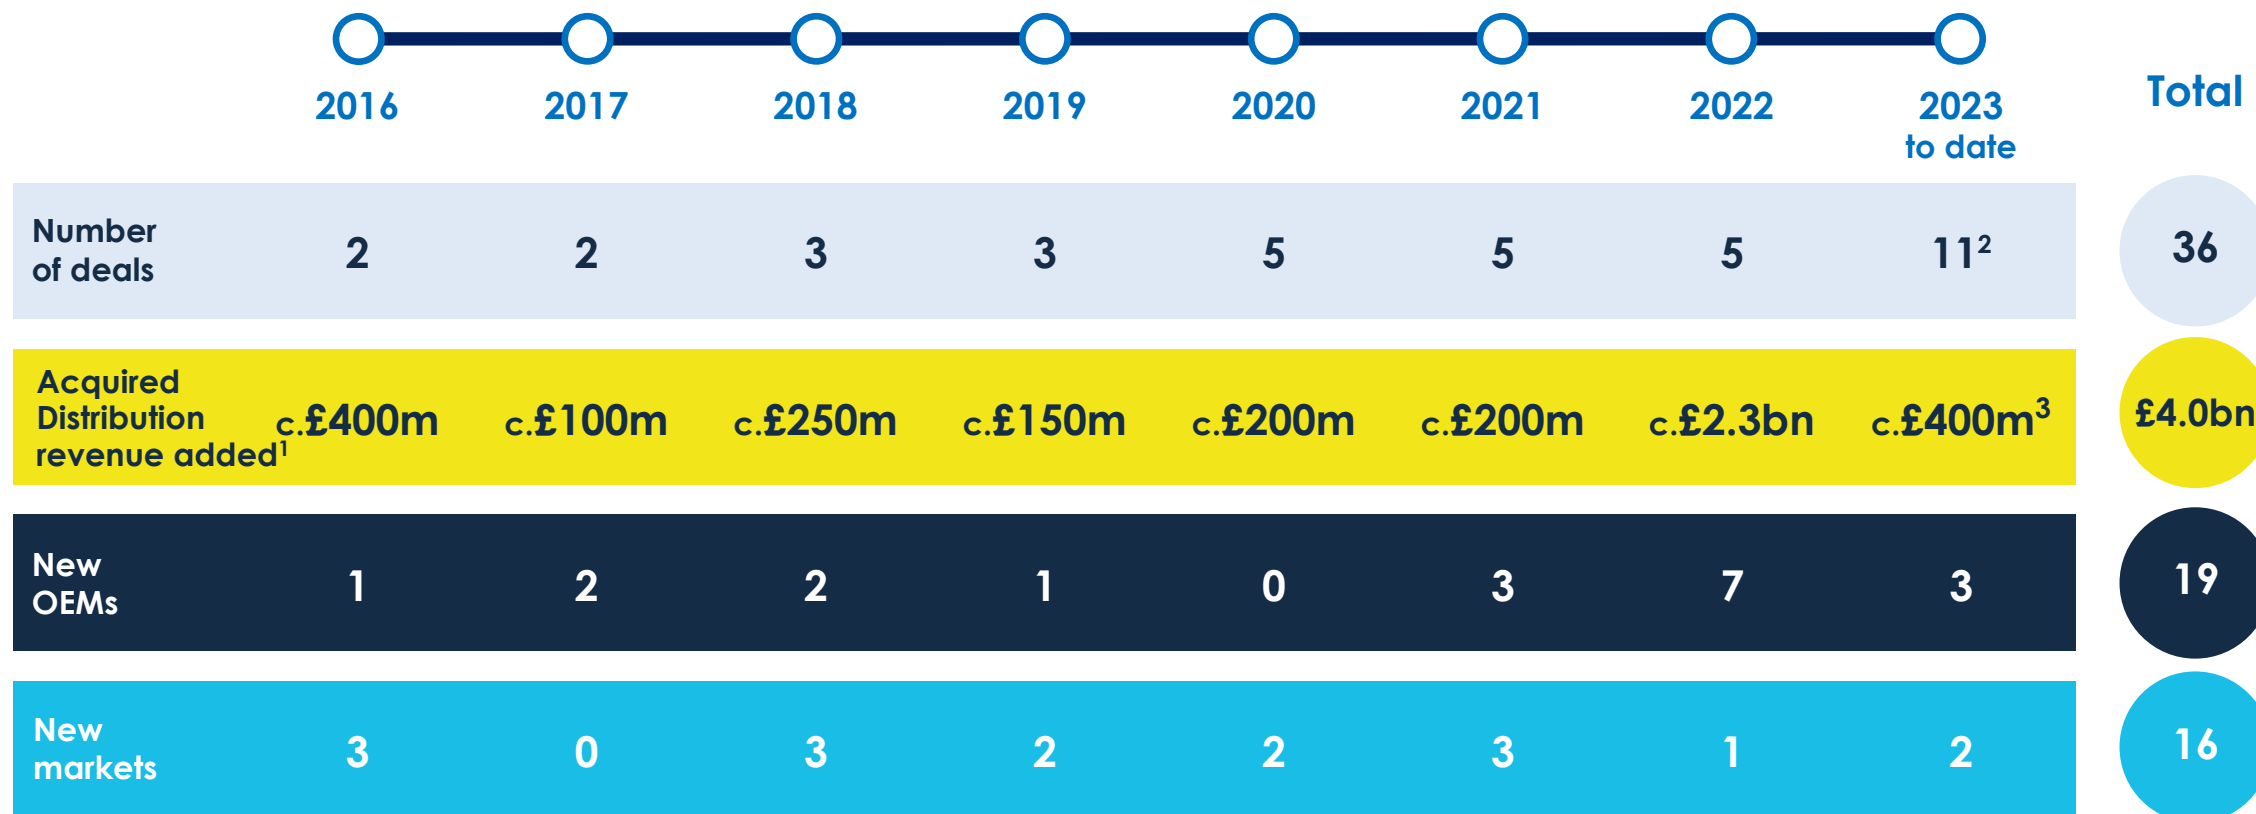 2016 2017 2018 2019 2020 2021 2022 2023 Total
to date
Number
of deals
2 2 3 3 5 5 5 11² 36
Acquired
Distribution
revenue added¹
c.£400m c.£100m c.£250m c.£150m c.£200m c.£200m c.£2.3bn c.£400m³ £4.0bn
New
OEMs
1 2 2 1 0 3 7 3 19
New
markets
3 0 3 2 2 3 1 2 16